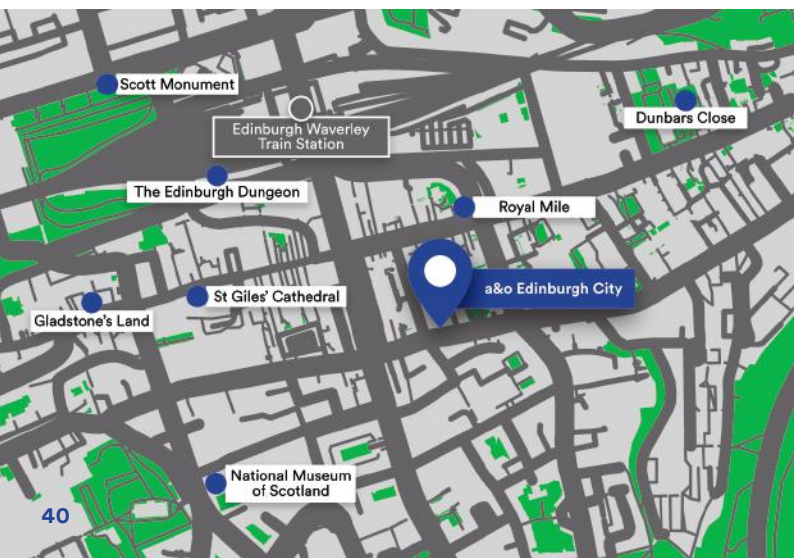 Scott Monument
Edinburgh Waverley
Train Station
Dunbars Close
The Edinburgh Dungeon
Royal Mile
a&o Edinburgh City
St Giles' Cathedral
Gladstone's Land
National Museum
of Scotland
40